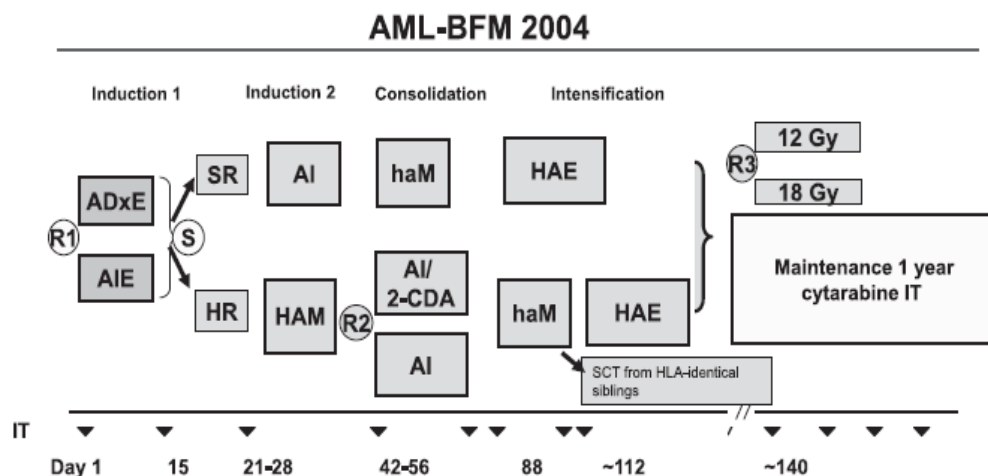 AML-BFM 2004
Induction 1 Induction 2 Consolidation Intensification
12 Gy
R3
18 Gy
SR AI haM HAE
ADxE
R1 S
AIE
Maintenance 1 year
cytarabine IT
AI/
2-CDA
HR HAM R2 haM HAE
AI
SCT from HLA-identical
siblings
IT
Day 1 15 21-28 42-56 88 ~112 ~140